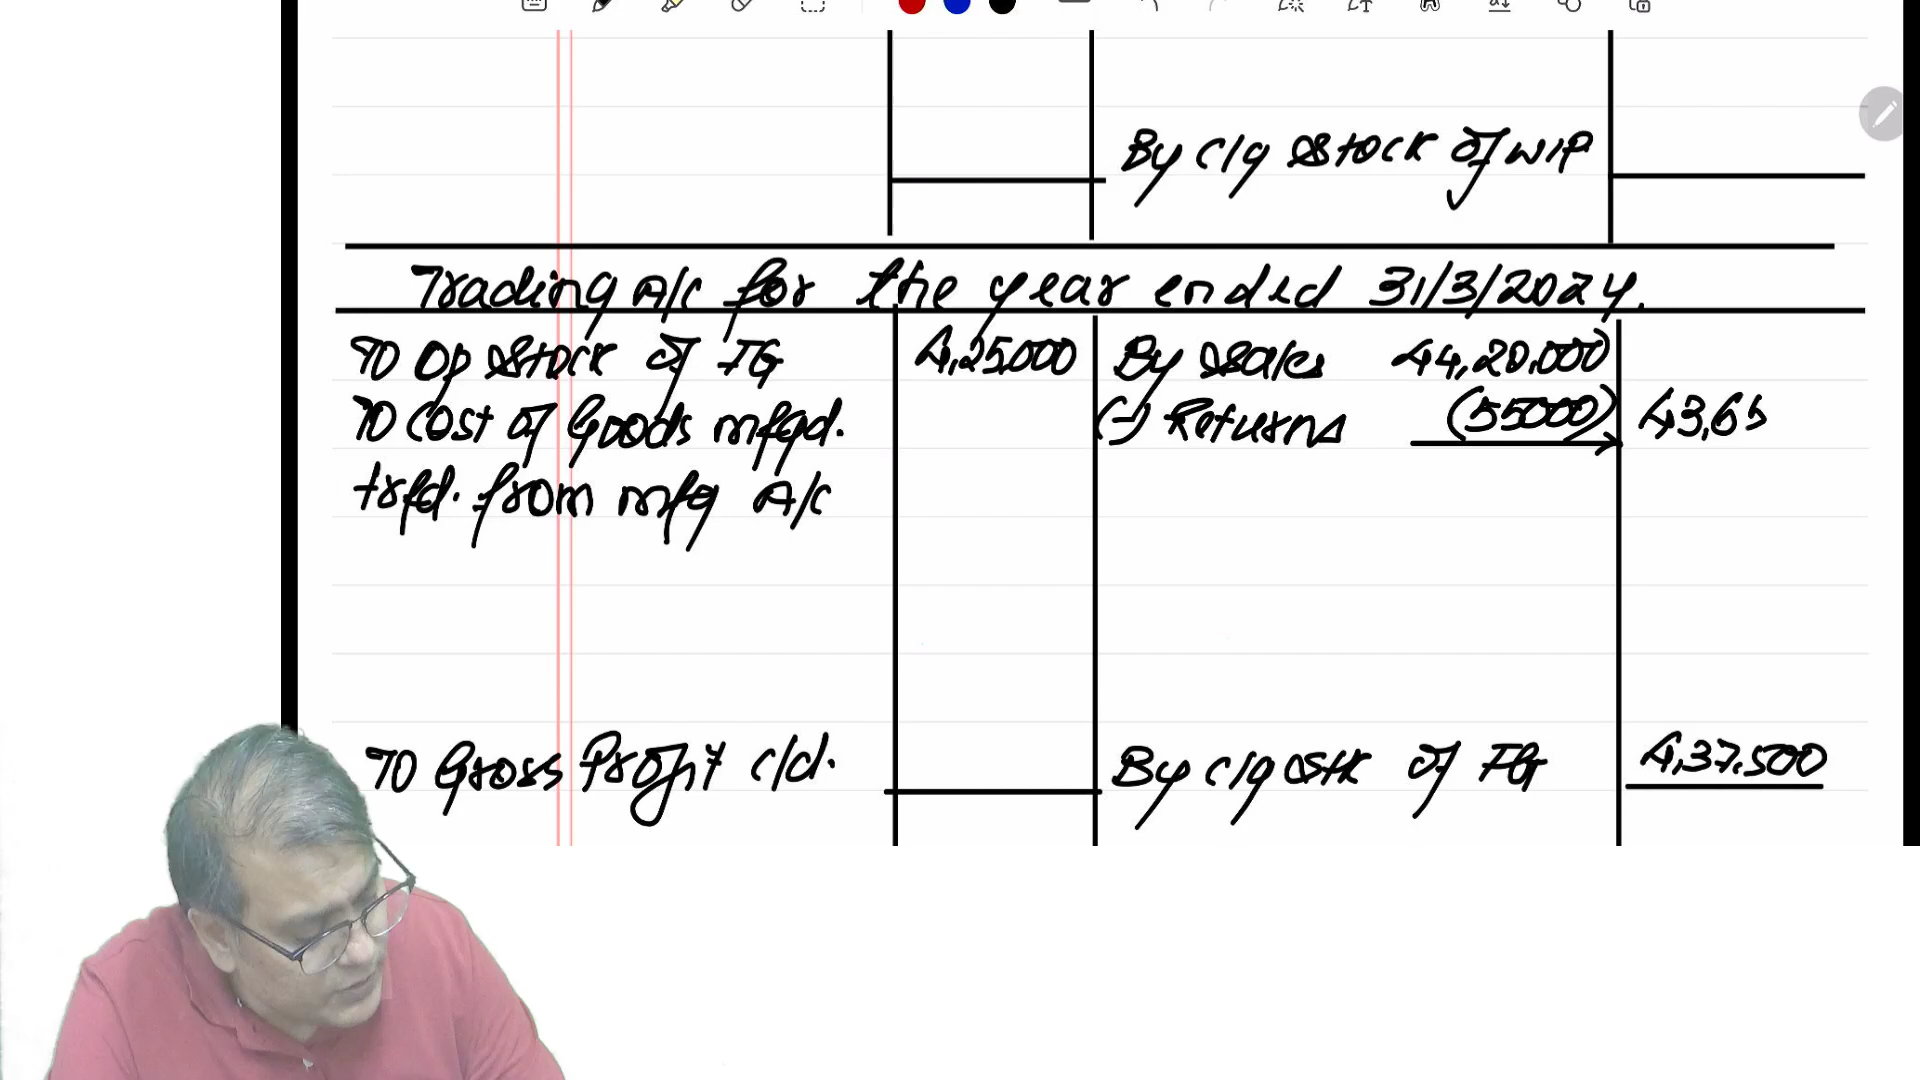 By clg Stock of WIP
Trading A/c for the year ended 31/3/2024.
To Op Stock of FG 4,25,000 By Sales 44,20,000
To Cost of Goods mfgd. (-) Returns (55000) 43,65
trfd. from mfg A/c
To Gross Profit c/d. By clg Stk of FG 4,37,500